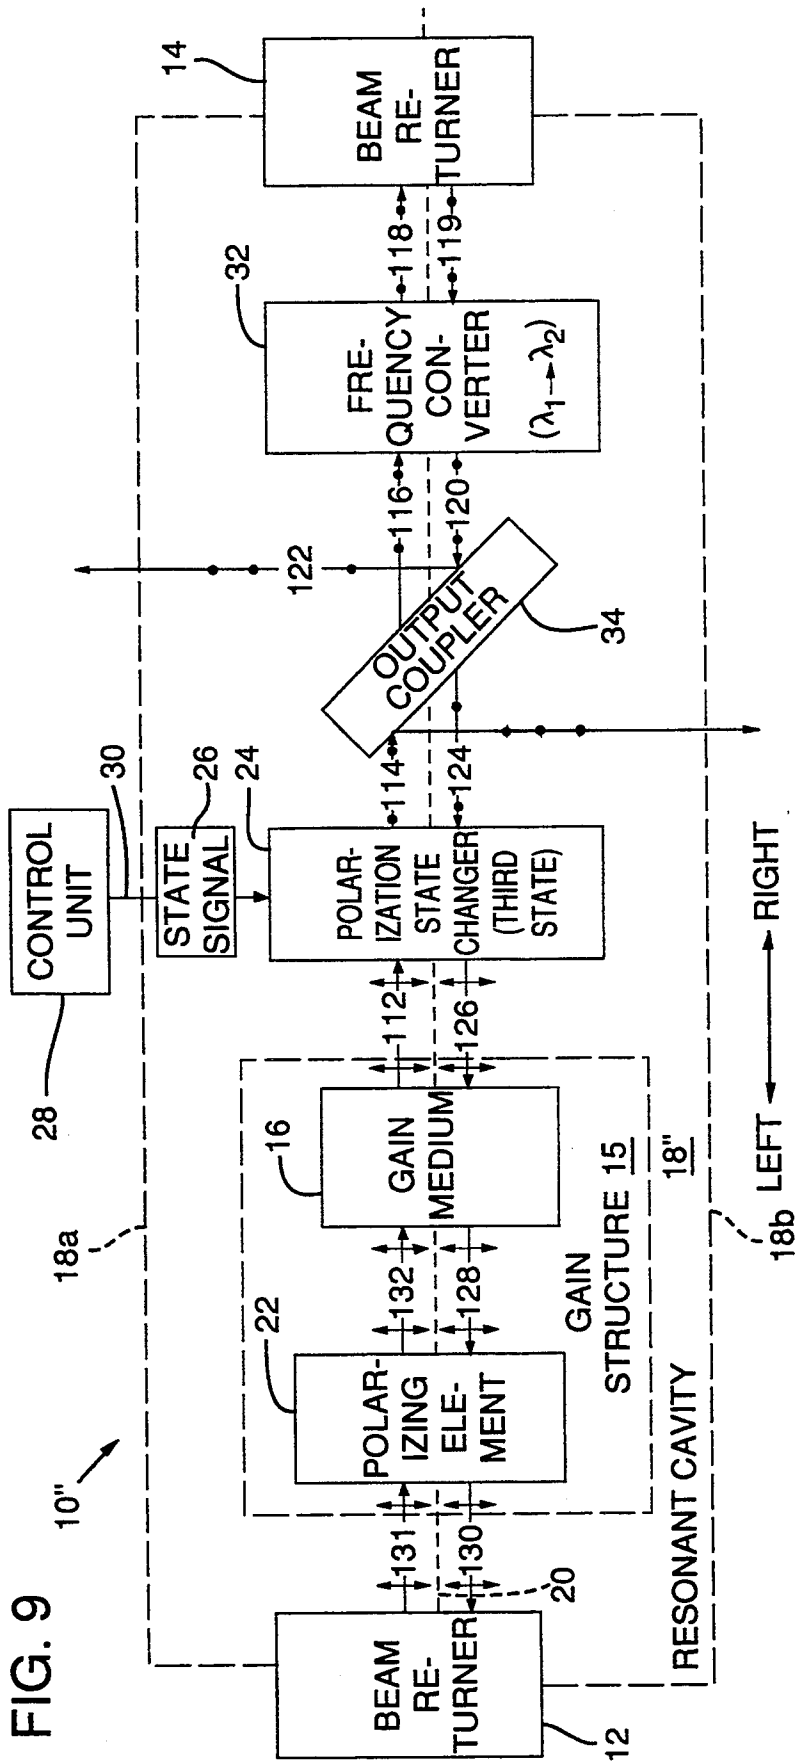 FIG. 9
10"
18a
28
CONTROL
UNIT
30
STATE
SIGNAL
26
24
POLAR-
IZATION
STATE
CHANGER
(THIRD
STATE)
12
BEAM
RE-
TURNER
131
130
20
22
POLAR-
IZING
ELE-
MENT
132
128
16
GAIN
MEDIUM
GAIN
STRUCTURE 15
112
126
114
124
OUTPUT
COUPLER
34
122
116
120
32
FRE-
QUENCY
CON-
VERTER
(λ1→λ2)
118
119
14
BEAM
RE-
TURNER
RESONANT CAVITY
18"
18b
LEFT
RIGHT